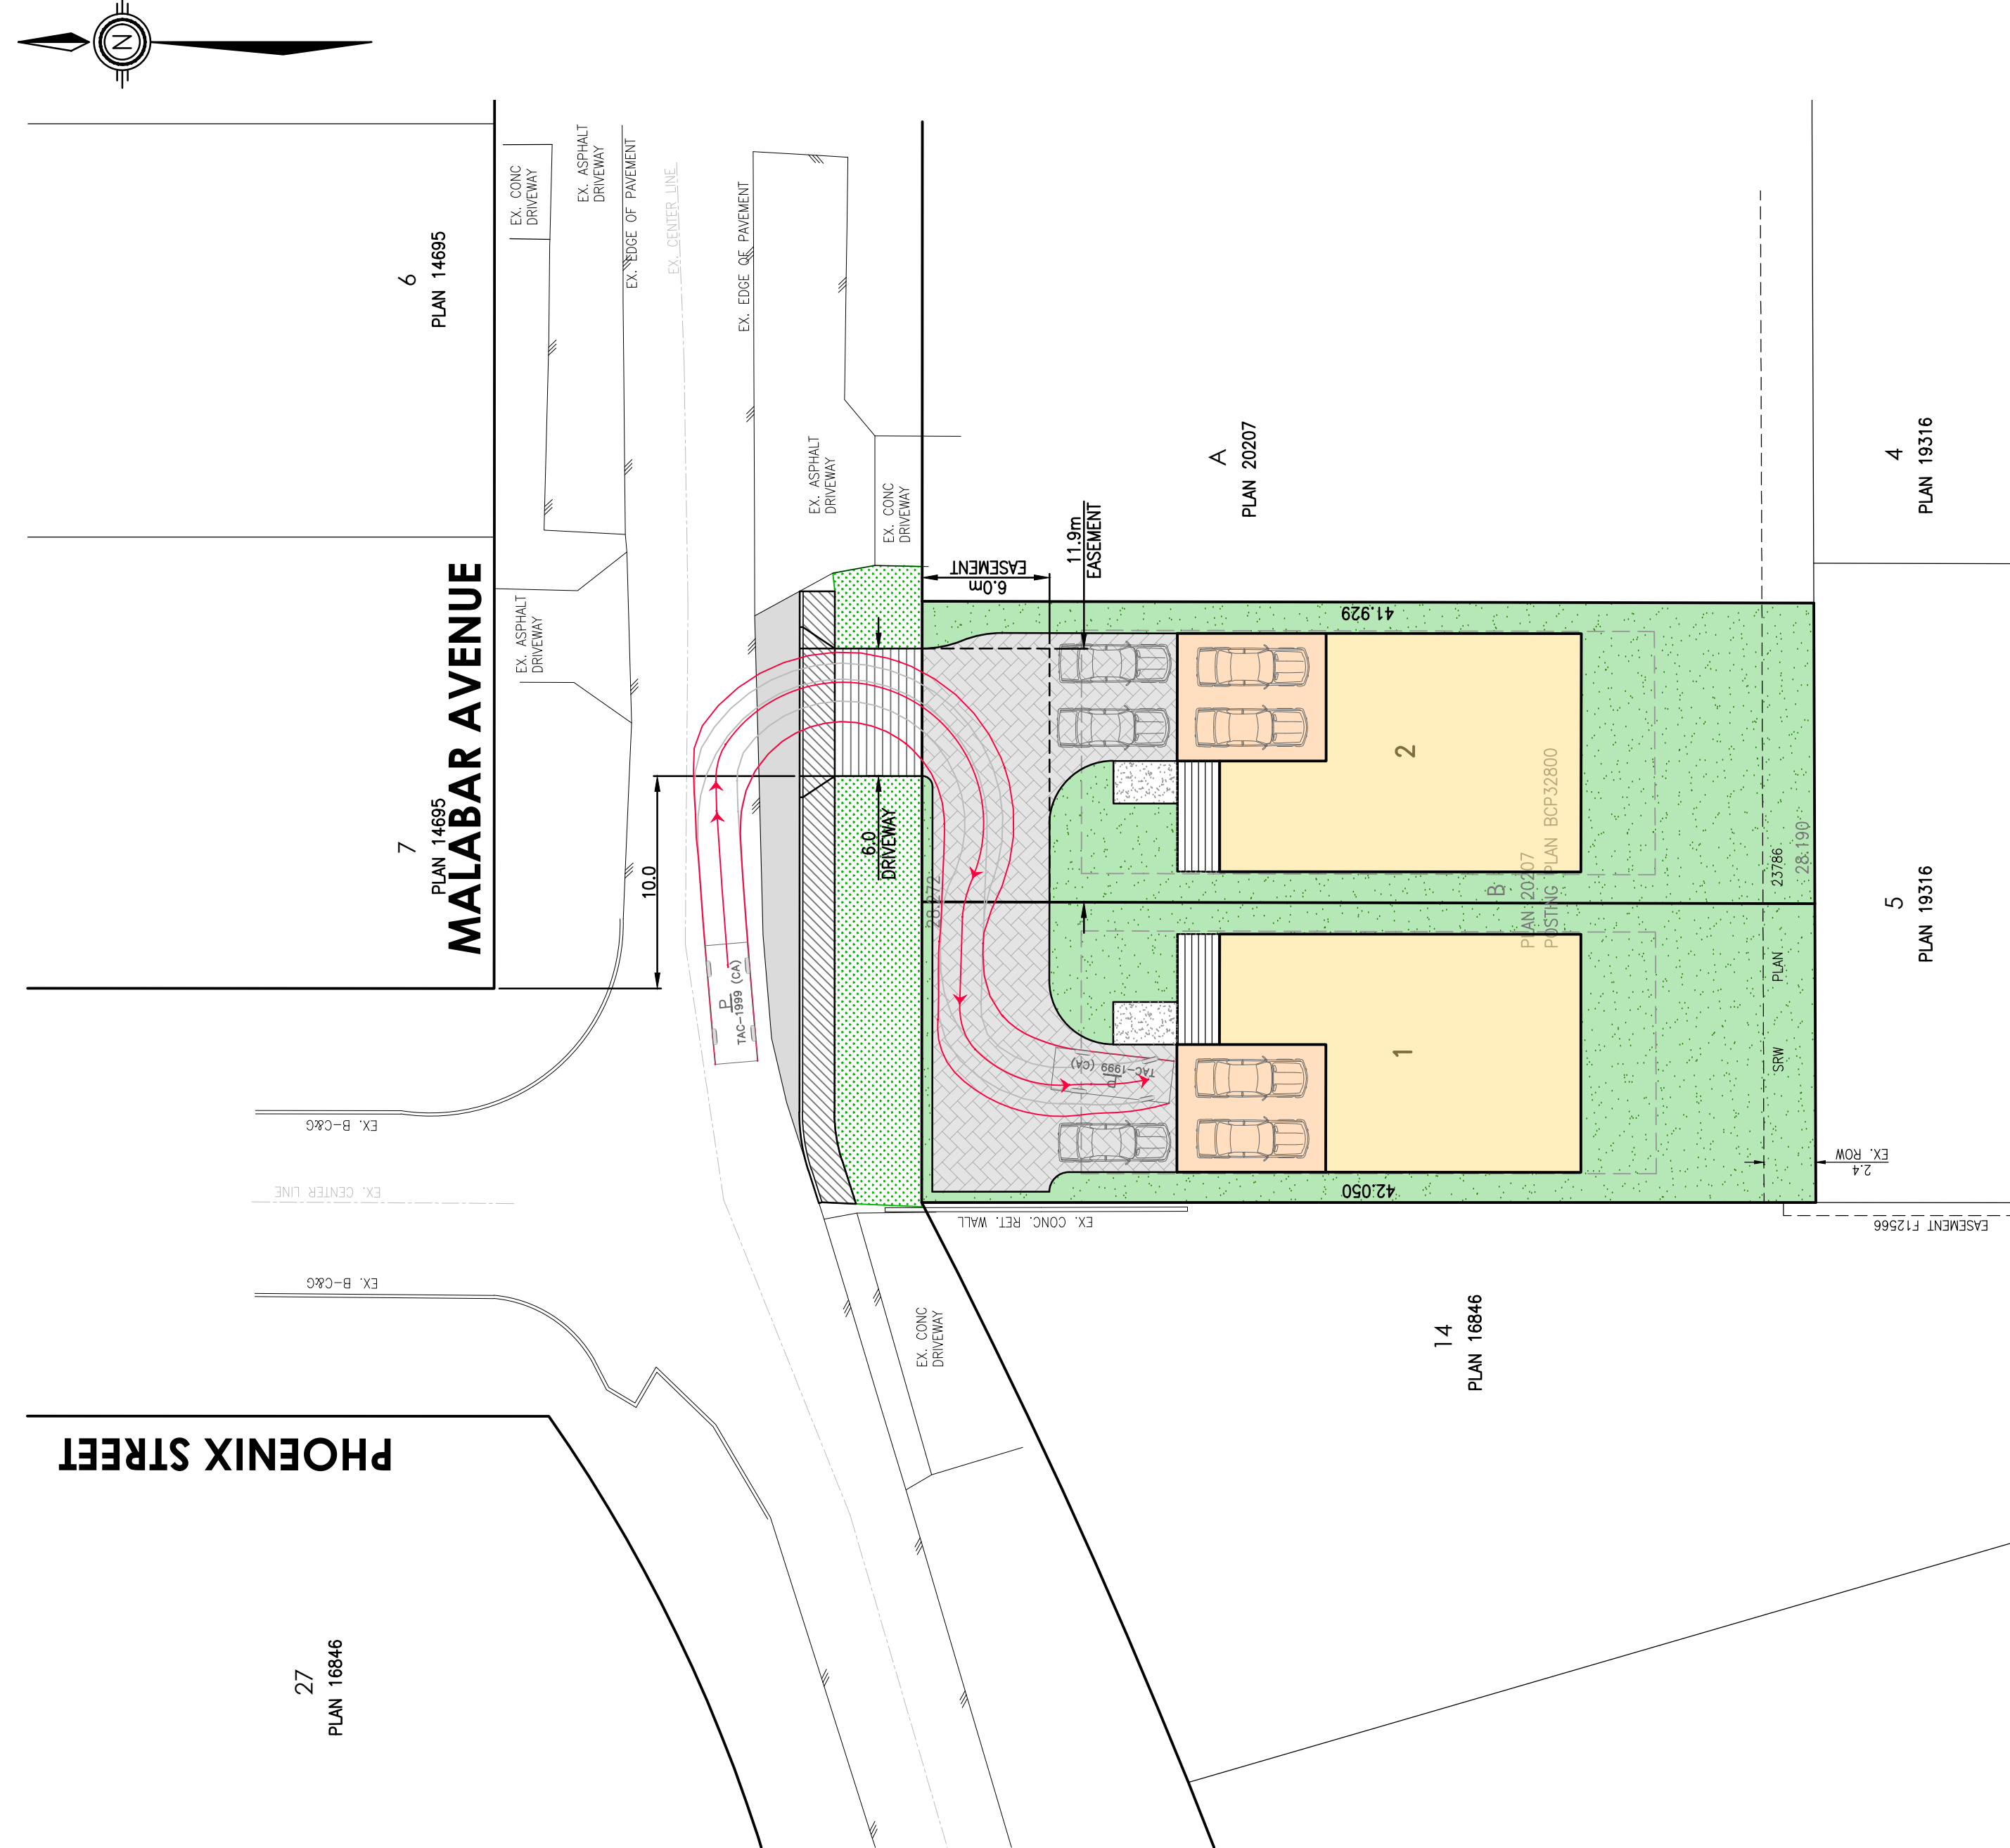 N
6
PLAN 14695
EX. CONC
DRIVEWAY
EX. ASPHALT
DRIVEWAY
EX. EDGE OF PAVEMENT
EX. CENTER LINE
EX. EDGE OF PAVEMENT
EX. ASPHALT
DRIVEWAY
EX. CONC
DRIVEWAY
A
PLAN 20207
4
PLAN 19316
7
PLAN 14695
MALABAR AVENUE
EX. ASPHALT
DRIVEWAY
10.0
6.0m
EASEMENT
11.9m
EASEMENT
41.929
6.0
DRIVEWAY
28.272
2
B
PLAN 20207
POSTING PLAN BCP32800
23786
28.190
PLAN
SRW
5
PLAN 19316
P
TAC-1999 (CA)
P
TAC-1999 (CA)
1
42.050
2.4
EX. ROW
EASEMENT F12566
EX. CONC. RET. WALL
EX. B-C&G
EX. CENTER LINE
EX. B-C&G
EX. CONC
DRIVEWAY
14
PLAN 16846
PHOENIX STREET
27
PLAN 16846